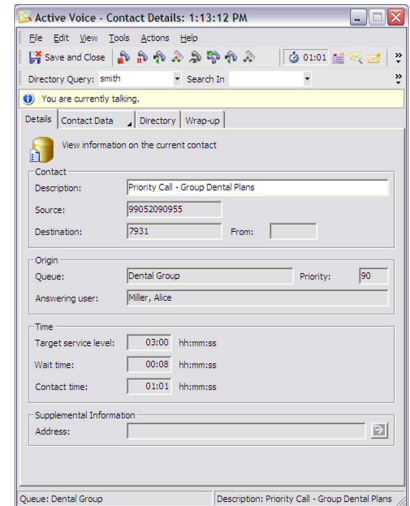 Active Voice - Contact Details: 1:13:12 PM
File Edit View Tools Actions Help
Save and Close 01:01
Directory Query: smith Search In
You are currently talking.
Details Contact Data Directory Wrap-up
View information on the current contact
Contact
Description: Priority Call - Group Dental Plans
Source: 99052090955
Destination: 7931 From:
Origin
Queue: Dental Group Priority: 90
Answering user: Miller, Alice
Time
Target service level: 03:00 hh:mm:ss
Wait time: 00:08 hh:mm:ss
Contact time: 01:01 hh:mm:ss
Supplemental Information
Address:
Queue: Dental Group Description: Priority Call - Group Dental Plans